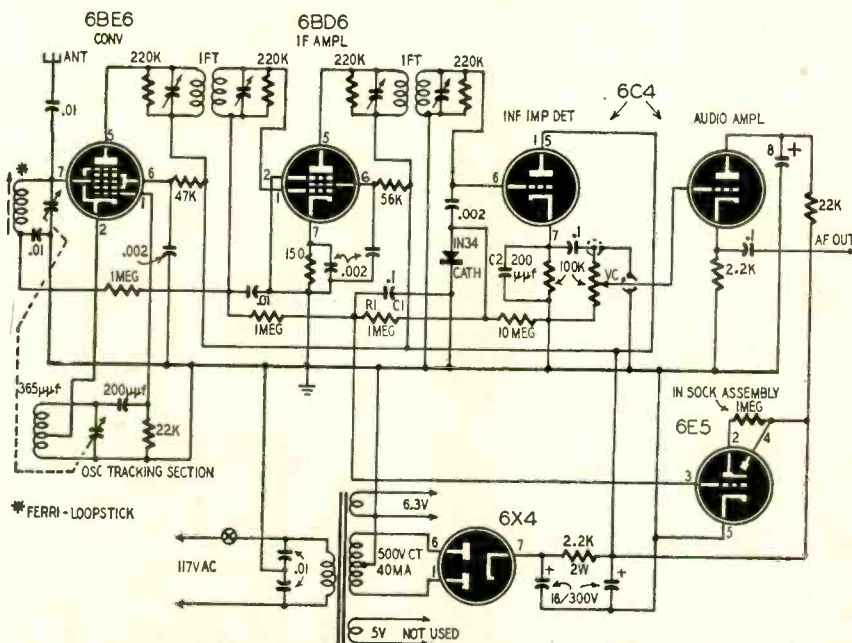 6BE6
CONV
6BD6
IF AMPL
6C4
ANT
220K
IFT
220K
220K
IFT
220K
INF IMP DET
AUDIO AMPL
.01
5
5
1 5
8 +
*
7
6
1
2
47K
2
1
6
7
56K
6
7
.002
.1
22K
.01
.002
150
.002
IN34
CATH
C2
200
μμf
100K
VC
2.2K
.1
AF OUT
1MEG
.01
.1
R1
C1
1MEG
1MEG
10 MEG
365μμf
200μμf
22K
IN SOCK ASSEMBLY
1MEG
6E5
2
4
3
5
OSC TRACKING SECTION
* FERRI-LOOPSTICK
6.3V
6X4
117V AC
.01
500V CT
40MA
6
1
7
2.2K
2W
+
+
16/300V
5V NOT USED